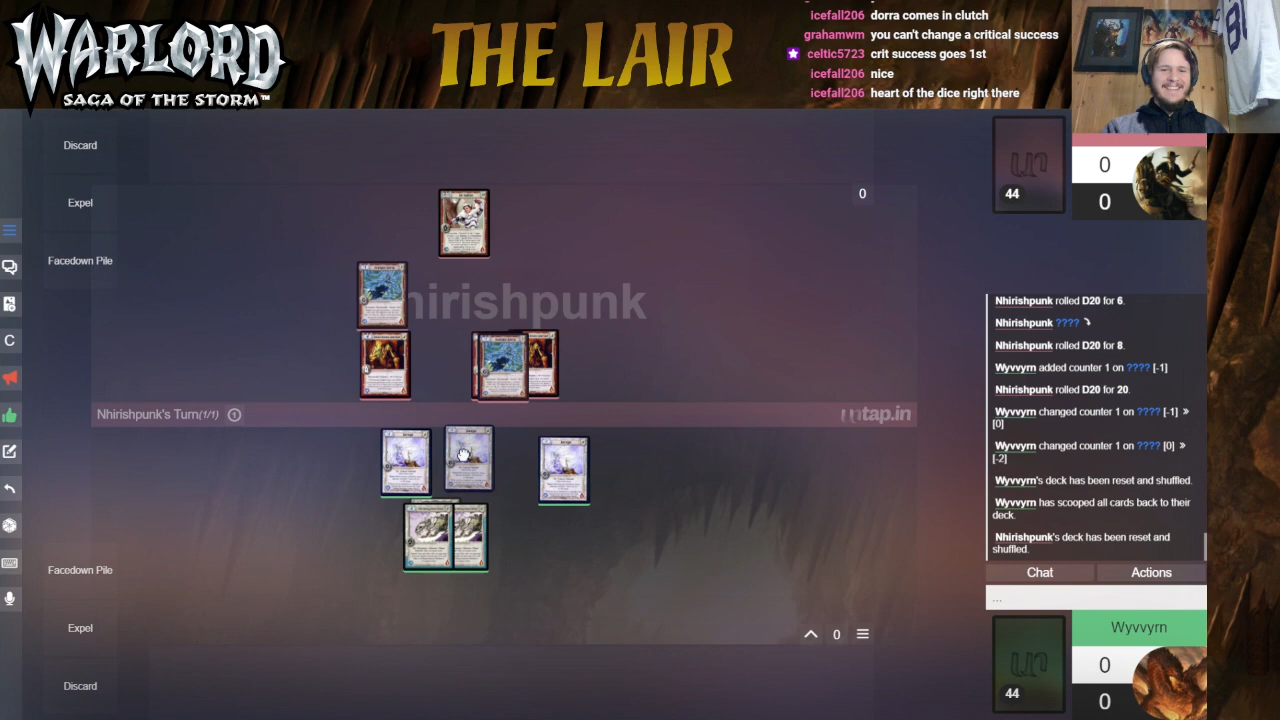 WARLORD
SAGA OF THE STORM™
THE LAIR
icefall206 dorra comes in clutch
grahamwm you can't change a critical success
celtic5723 crit success goes 1st
icefall206 nice
icefall206 heart of the dice right there
Discard
Expel
Facedown Pile
0
44
0
0
hirishpunk
Nhirishpunk's Turn(1/1) 1
untap.in
Nhirishpunk rolled D20 for 6.
Nhirishpunk ????
Nhirishpunk rolled D20 for 8.
Wyvvyrn added counter 1 on ???? [-1]
Nhirishpunk rolled D20 for 20.
Wyvvyrn changed counter 1 on ???? [-1] »
[0]
Wyvvyrn changed counter 1 on ???? [0] »
[-2]
Wyvvyrn's deck has been reset and shuffled.
Wyvvyrn has scooped all cards back to their
deck.
Nhirishpunk's deck has been reset and
shuffled.
Chat Actions
...
C
Facedown Pile
Expel
Discard
0
Wyvvyrn
44
0
0